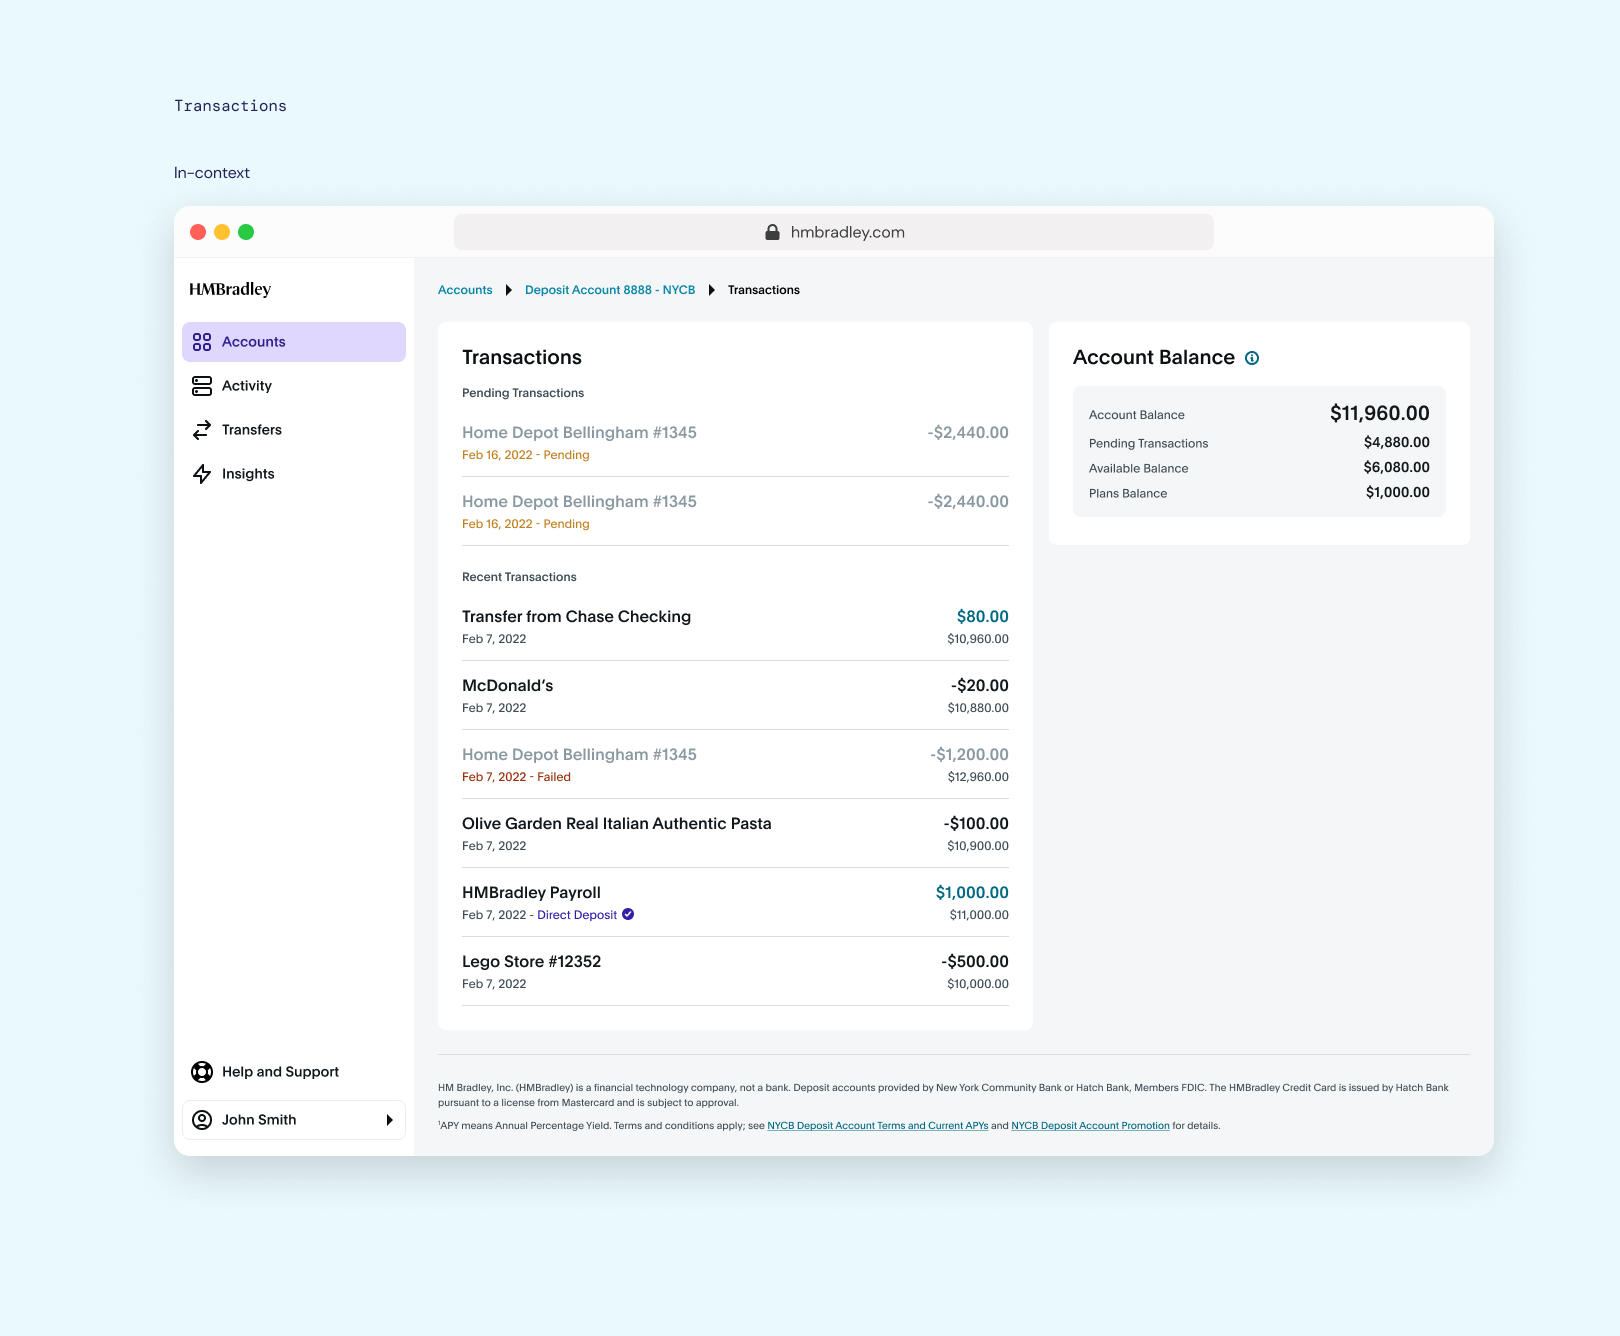 Transactions
In-context
hmbradley.com
HMBradley
Accounts
Activity
Transfers
Insights
Help and Support
John Smith
Accounts Deposit Account 8888 - NYCB Transactions
Transactions
Pending Transactions
Home Depot Bellingham #1345 -$2,440.00
Feb 16, 2022 - Pending
Home Depot Bellingham #1345 -$2,440.00
Feb 16, 2022 - Pending
Recent Transactions
Transfer from Chase Checking $80.00
Feb 7, 2022 $10,960.00
McDonald’s -$20.00
Feb 7, 2022 $10,880.00
Home Depot Bellingham #1345 -$1,200.00
Feb 7, 2022 - Failed $12,960.00
Olive Garden Real Italian Authentic Pasta -$100.00
Feb 7, 2022 $10,900.00
HMBradley Payroll $1,000.00
Feb 7, 2022 - Direct Deposit $11,000.00
Lego Store #12352 -$500.00
Feb 7, 2022 $10,000.00
Account Balance
Account Balance $11,960.00
Pending Transactions $4,880.00
Available Balance $6,080.00
Plans Balance $1,000.00
HM Bradley, Inc. (HMBradley) is a financial technology company, not a bank. Deposit accounts provided by New York Community Bank or Hatch Bank, Members FDIC. The HMBradley Credit Card is issued by Hatch Bank
pursuant to a license from Mastercard and is subject to approval.
¹APY means Annual Percentage Yield. Terms and conditions apply; see NYCB Deposit Account Terms and Current APYs and NYCB Deposit Account Promotion for details.